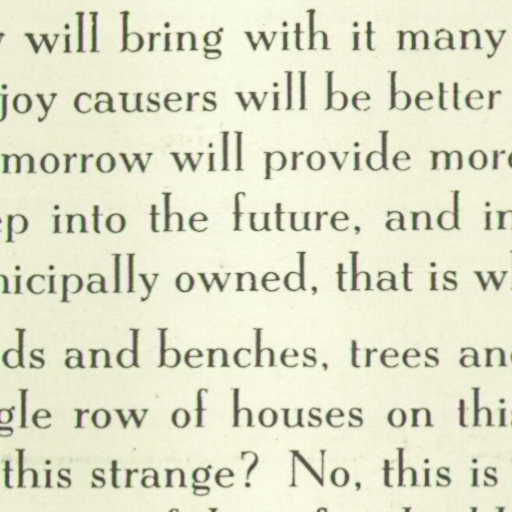 will bring with it many
joy causers will be better
morrow will provide more
ep into the future, and in
nicipally owned, that is wh
ds and benches, trees and
gle row of houses on this
this strange? No, this is